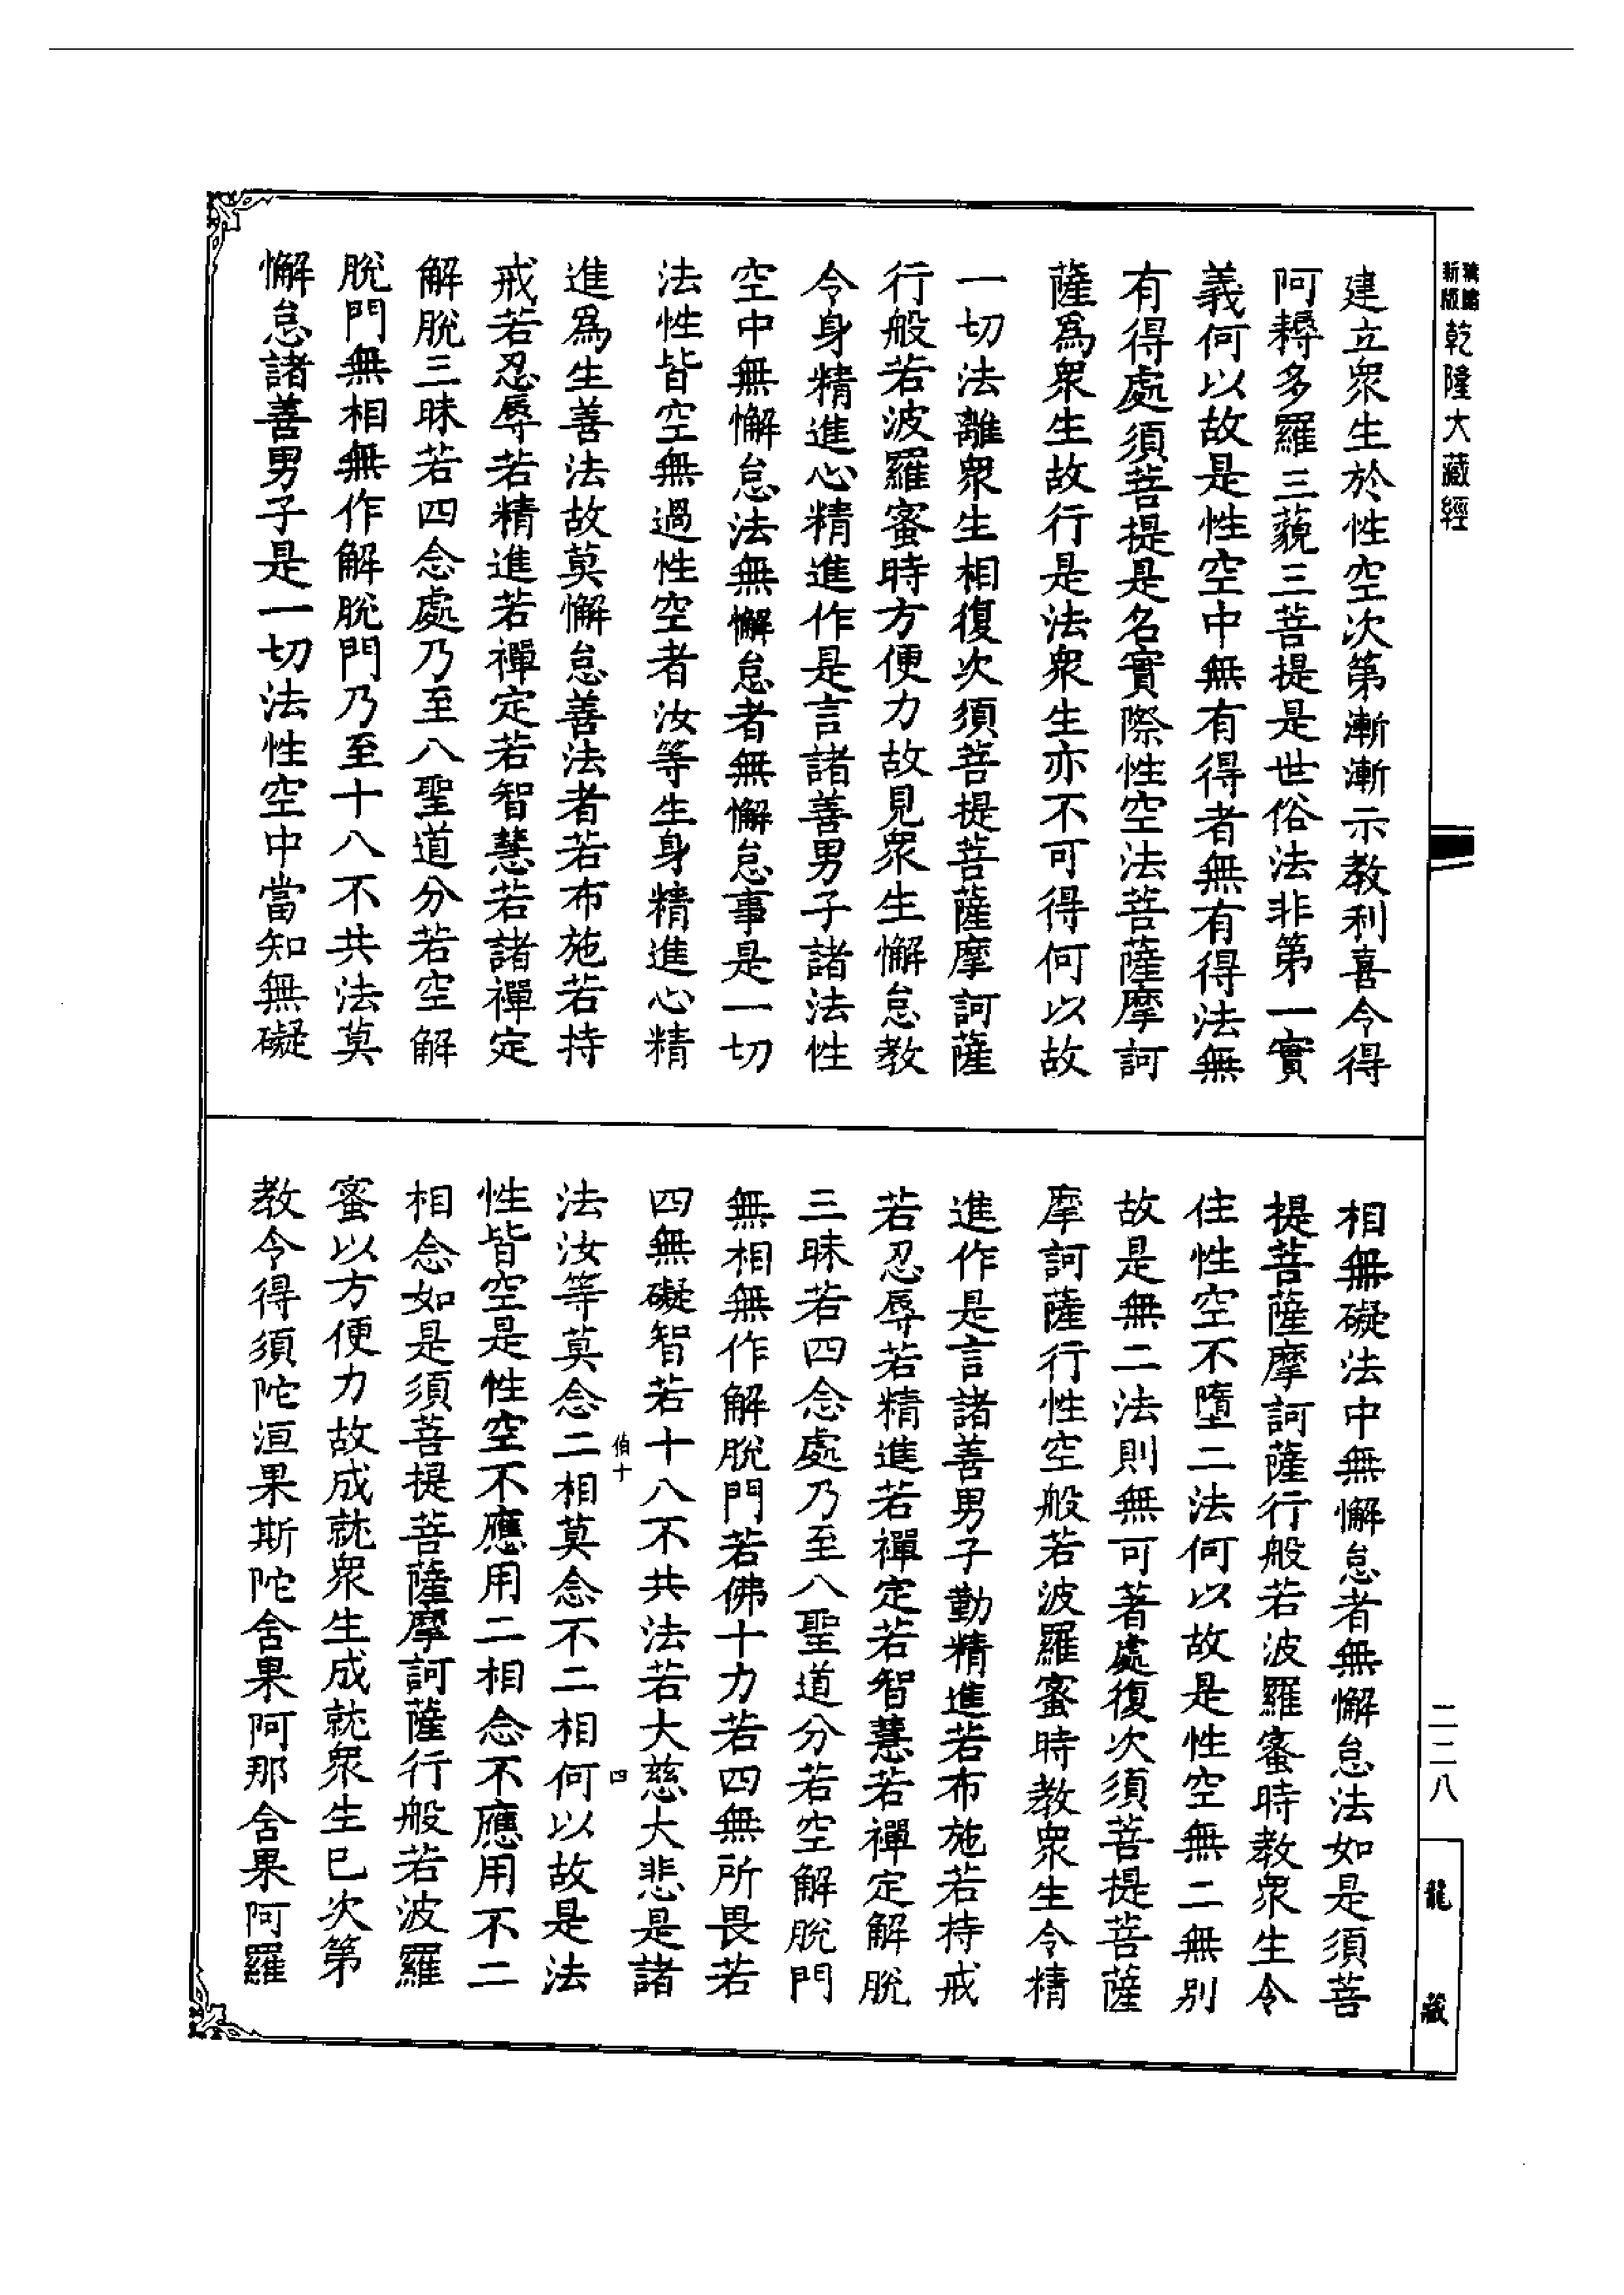 新版
乾隆大藏經
建立衆生於性空次第漸漸示教利喜令得
阿耨多羅三藐三菩提是世俗法非第一實
義何以故是性空中無有得者無有得法無
有得處須菩提是名實際性空法菩薩摩訶
薩爲衆生故行是法衆生亦不可得何以故
一切法離衆生相復次須菩提菩薩摩訶薩
行般若波羅蜜時方便力故見衆生懈怠教
令身精進心精進作是言諸善男子諸法性
空中無懈怠法無懈怠者無懈怠事是一切
法性皆空無過性空者汝等生身精進心精
進爲生善法故莫懈怠善法者若布施若持
戒若忍辱若精進若禪定若智慧若諸禪定
解脫三昧若四念處乃至八聖道分若空解
脫門無相無作解脫門乃至十八不共法莫
懈怠諸善男子是一切法性空中當知無礙
相無礙法中無懈怠者無懈怠法如是須菩
提菩薩摩訶薩行般若波羅蜜時教衆生令
住性空不墮二法何以故是性空無二無別
故是無二法則無可著處復次須菩提菩薩
摩訶薩行性空般若波羅蜜時教衆生令精
進作是言諸善男子勤精進若布施若持戒
若忍辱若精進若禪定若智慧若禪定解脫
三昧若四念處乃至八聖道分若空解脫門
無相無作解脫門若佛十力若四無所畏若
四無礙智若十八不共法若大慈大悲是諸
伯十
四
法汝等莫念二相莫念不二相何以故是法
性皆空是性空不應用二相念不應用不二
相念如是須菩提菩薩摩訶薩行般若波羅
蜜以方便力故成就衆生成就衆生已次第
教令得須陀洹果斯陀含果阿那含果阿羅
二二八
龍藏